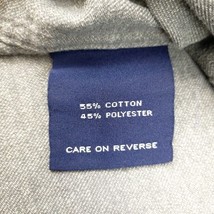 55% COTTON
45% POLYESTER
CARE ON REVERSE